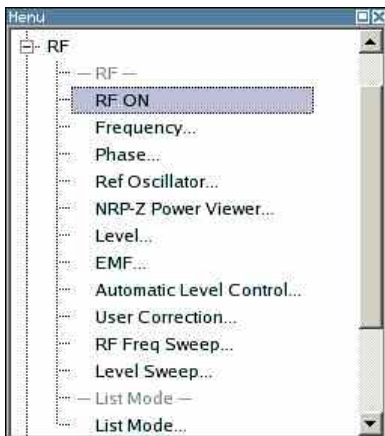 Menu
RF
— RF —
RF ON
Frequency...
Phase...
Ref Oscillator...
NRP-Z Power Viewer...
Level...
EMF...
Automatic Level Control...
User Correction...
RF Freq Sweep...
Level Sweep...
— List Mode —
List Mode...